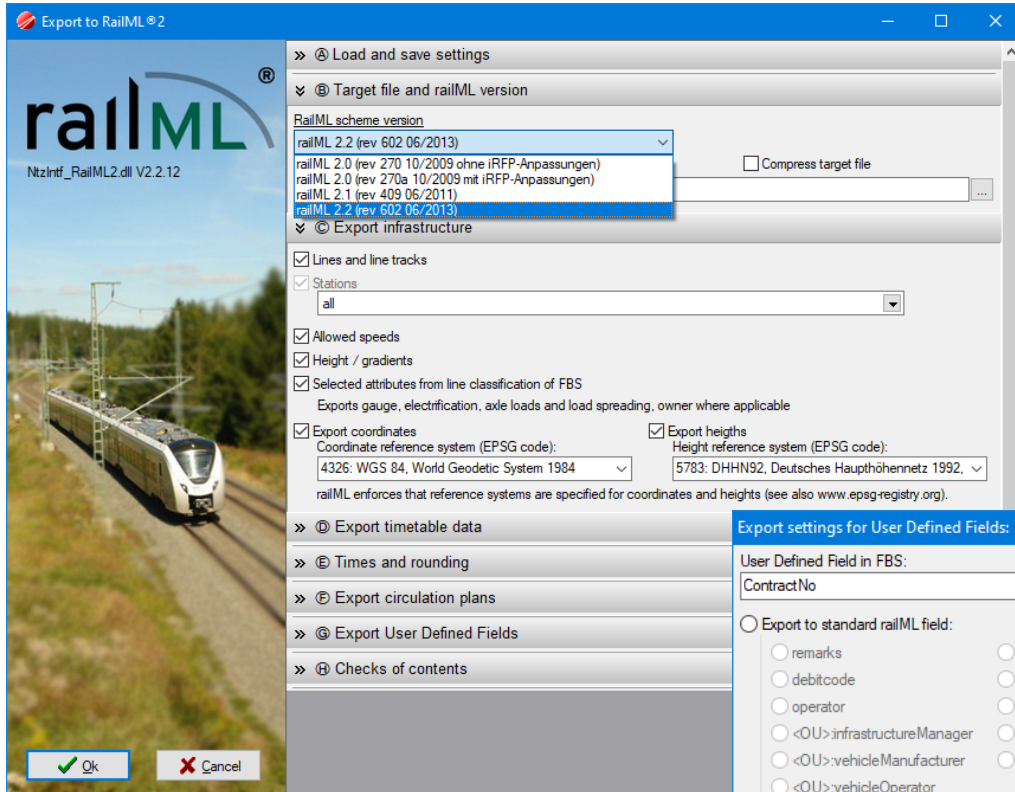 Export to RailML®2
railML®
NtzIntf_RailML2.dll V2.2.12
Ok
Cancel
Ⓐ Load and save settings
Ⓑ Target file and railML version
RailML scheme version
railML 2.2 (rev 602 06/2013)
railML 2.0 (rev 270 10/2009 ohne iRFP-Anpassungen)
railML 2.0 (rev 270a 10/2009 mit iRFP-Anpassungen)
railML 2.1 (rev 409 06/2011)
railML 2.2 (rev 602 06/2013)
Compress target file
...
Ⓒ Export infrastructure
Lines and line tracks
Stations
all
Allowed speeds
Height / gradients
Selected attributes from line classification of FBS
Exports gauge, electrification, axle loads and load spreading, owner where applicable
Export coordinates
Coordinate reference system (EPSG code):
4326: WGS 84, World Geodetic System 1984
Export heigths
Height reference system (EPSG code):
5783: DHHN92, Deutsches Haupthöhennetz 1992,
railML enforces that reference systems are specified for coordinates and heights (see also www.epsg-registry.org).
Ⓓ Export timetable data
Ⓔ Times and rounding
Ⓕ Export circulation plans
Ⓖ Export User Defined Fields
Ⓗ Checks of contents
Export settings for User Defined Fields:
User Defined Field in FBS:
ContractNo
Export to standard railML field:
remarks
debitcode
operator
<OU>:infrastructureManager
<OU>:vehicleManufacturer
<OU>:vehicleOperator